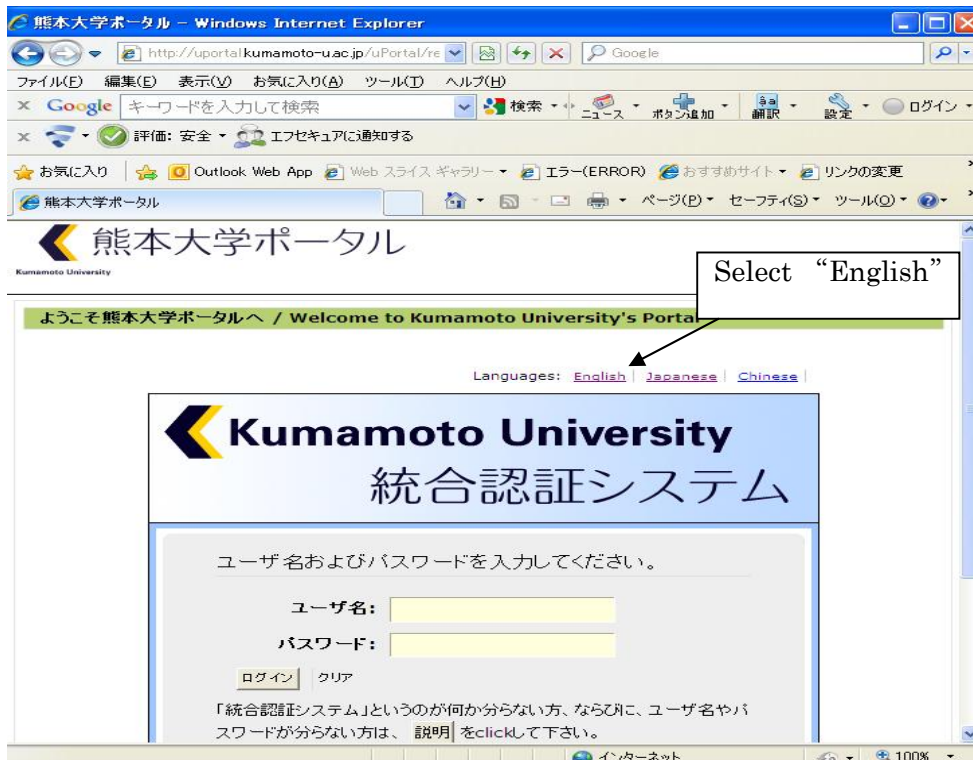 熊本大学ポータル - Windows Internet Explorer
http://uportal.kumamoto-u.ac.jp/uPortal/re
Google
ファイル(F) 編集(E) 表示(V) お気に入り(A) ツール(T) ヘルプ(H)
× Google キーワードを入力して検索 検索 ニュース ボタン追加 翻訳 設定 ログイン
× 評価: 安全 エフセキュアに通知する
お気に入り Outlook Web App Web スライス ギャラリー エラー(ERROR) おすすめサイト リンクの変更
熊本大学ポータル ページ(P) セーフティ(S) ツール(O)
熊本大学ポータル
Kumamoto University
Select “English”
ようこそ熊本大学ポータルへ / Welcome to Kumamoto University's Portal
Languages: English | Japanese | Chinese |
Kumamoto University
統合認証システム
ユーザ名およびパスワードを入力してください。
ユーザ名:
パスワード:
ログイン クリア
「統合認証システム」というのが何か分らない方、ならびに、ユーザ名やパ
スワードが分らない方は、 説明 をclickして下さい。
インターネット 100%